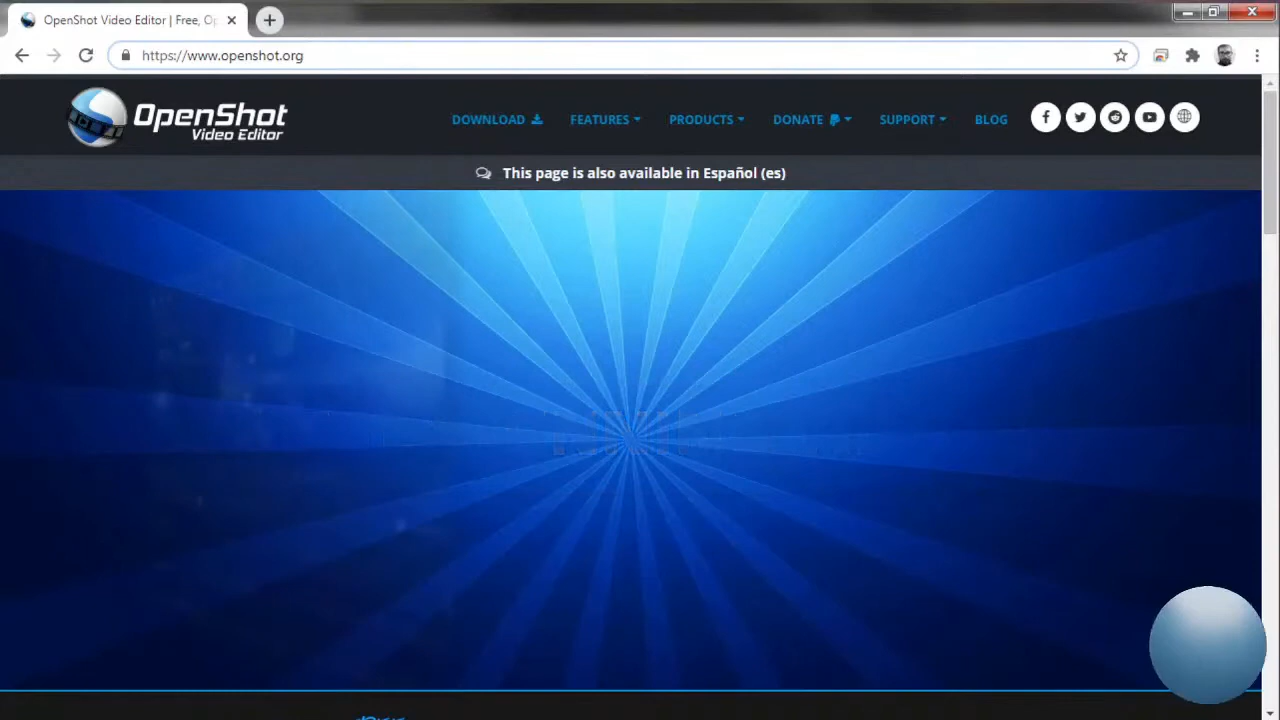 OpenShot Video Editor | Free, Op
https://www.openshot.org
OpenShot
Video Editor
DOWNLOAD
FEATURES
PRODUCTS
DONATE
SUPPORT
BLOG
This page is also available in Español (es)